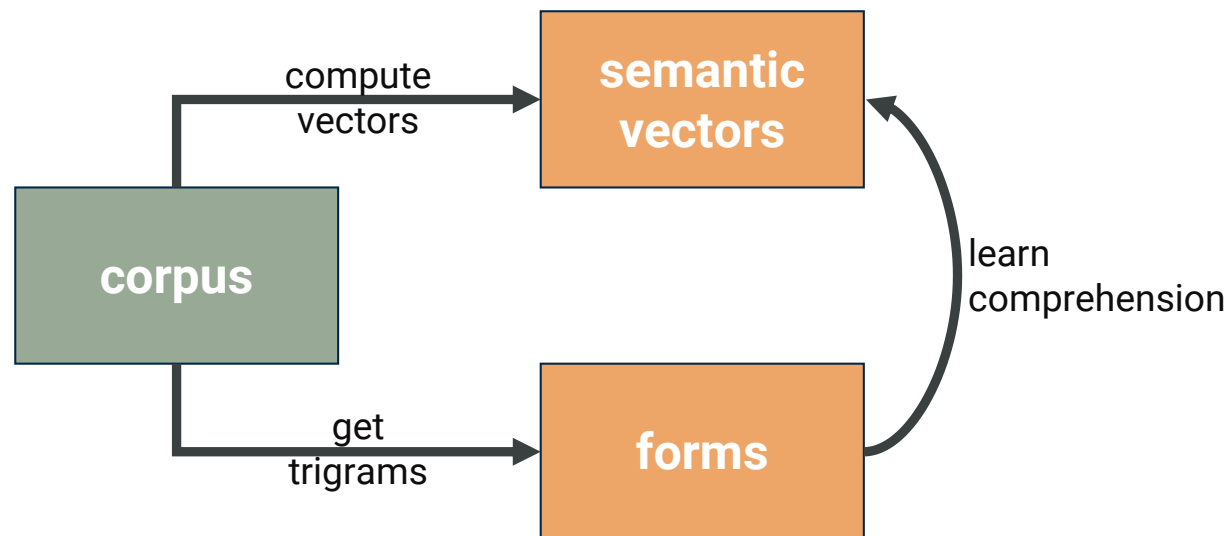 compute
vectors
semantic
vectors
corpus
learn
comprehension
get
trigrams
forms